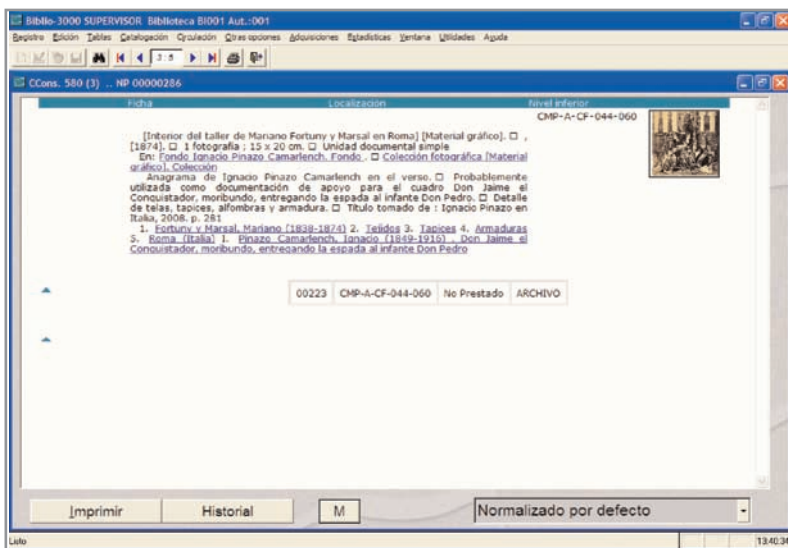 Biblio-3000 SUPERVISOR Biblioteca BI001 Aut.:001
Registro Edición Tablas Catalogación Circulación Otras opciones Adquisiciones Estadísticas Ventana Utilidades Ayuda
3:5
CCons. 580 (3) .. NP 00000286
Ficha Localización Nivel inferior
CMP-A-CF-044-060
[Interior del taller de Mariano Fortuny y Marsal en Roma] [Material gráfico]. ,
[1874]. 1 fotografía ; 15 x 20 cm. Unidad documental simple
En: Fondo Ignacio Pinazo Camarlench. Fondo . Colección fotográfica [Material
gráfico]. Colección
Anagrama de Ignacio Pinazo Camarlench en el verso. Probablemente
utilizada como documentación de apoyo para el cuadro Don Jaime el
Conquistador, moribundo, entregando la espada al infante Don Pedro. Detalle
de telas, tapices, alfombras y armadura. Título tomado de : Ignacio Pinazo en
Italia, 2008. p. 281
1. Fortuny y Marsal, Mariano (1838-1874) 2. Tejidos 3. Tapices 4. Armaduras
5. Roma (Italia) I. Pinazo Camarlench, Ignacio (1849-1916) . Don Jaime el
Conquistador, moribundo, entregando la espada al infante Don Pedro
00223 CMP-A-CF-044-060 No Prestado ARCHIVO
Imprimir Historial M Normalizado por defecto
Listo 13:40:34